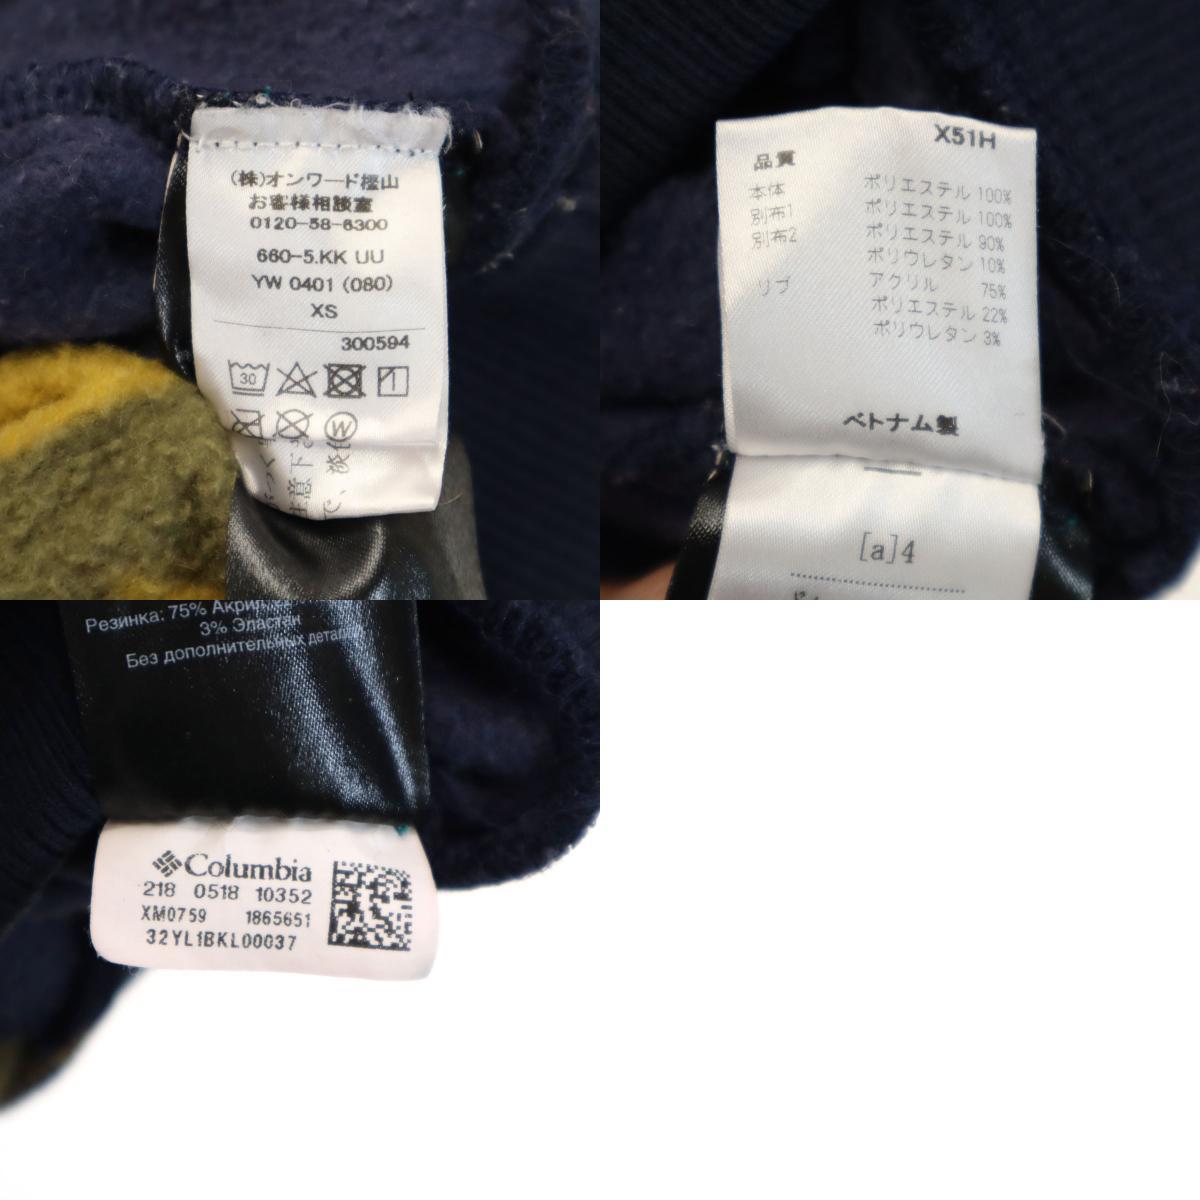 (株)オンワード樫山
お客様相談室
0120-58-6300
660-5.KK UU
YW 0401 (080)
XS
300594
30
W
X51H
品質
本体 ポリエステル 100%
別布1 ポリエステル 100%
別布2 ポリエステル 90%
ポリウレタン 10%
リブ アクリル 75%
ポリエステル 22%
ポリウレタン 3%
ベトナム製
[a]4
Резинка: 75%
3% Эластан
Без дополнительных деталей
Columbia
218 0518 10352
XM0759 1865651
32YL1BKL00037